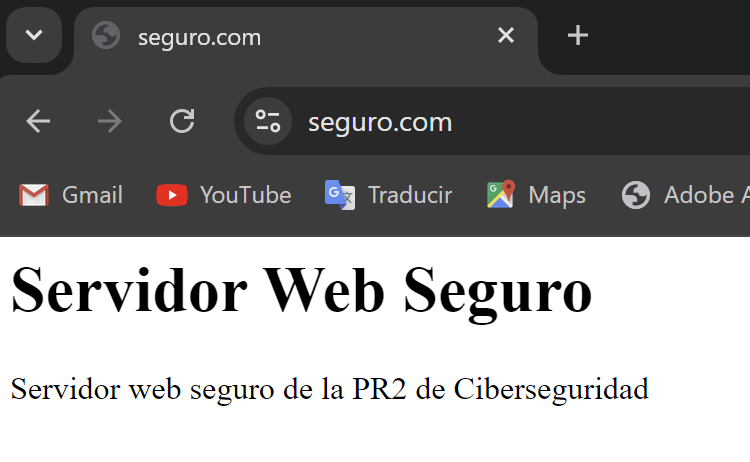 seguro.com
seguro.com
Gmail YouTube Traducir Maps Adobe A
Servidor Web Seguro
Servidor web seguro de la PR2 de Ciberseguridad